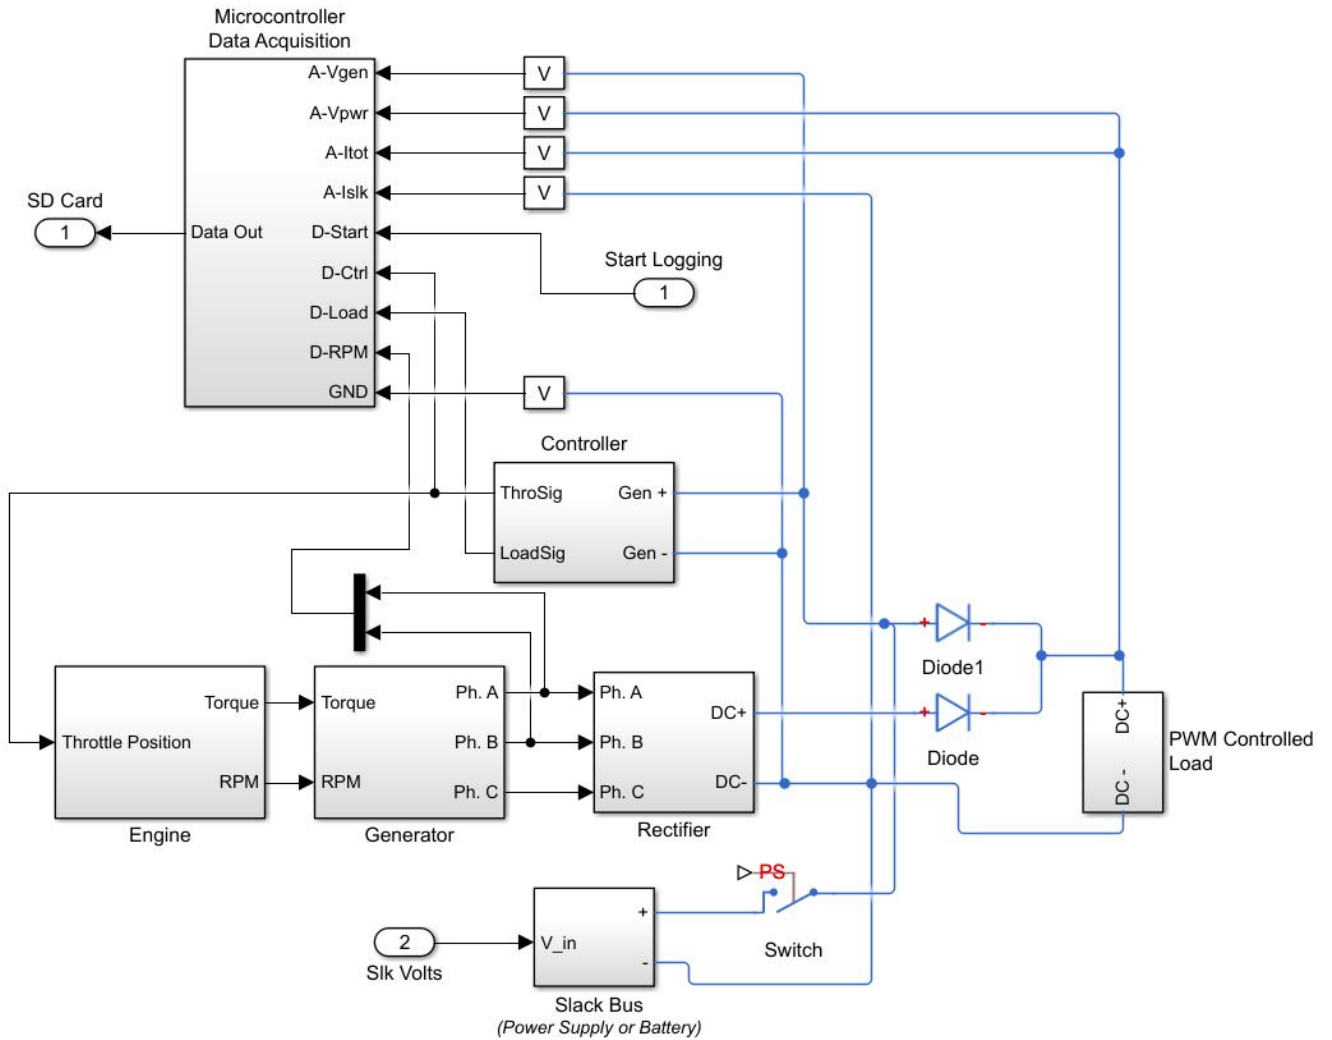 Microcontroller
Data Acquisition
A-Vgen
V
A-Vpwr
V
A-Itot
V
A-Islk
V
SD Card
1
Data Out
D-Start
Start Logging
1
D-Ctrl
D-Load
D-RPM
GND
V
Controller
ThroSig
Gen +
LoadSig
Gen -
Throttle Position
Torque
RPM
Engine
Torque
RPM
Ph. A
Ph. B
Ph. C
Generator
Ph. A
Ph. B
Ph. C
DC+
DC-
Rectifier
+
-
Diode1
+
-
Diode
DC+
DC -
PWM Controlled
Load
PS
Switch
2
Slk Volts
V_in
+
-
Slack Bus
(Power Supply or Battery)